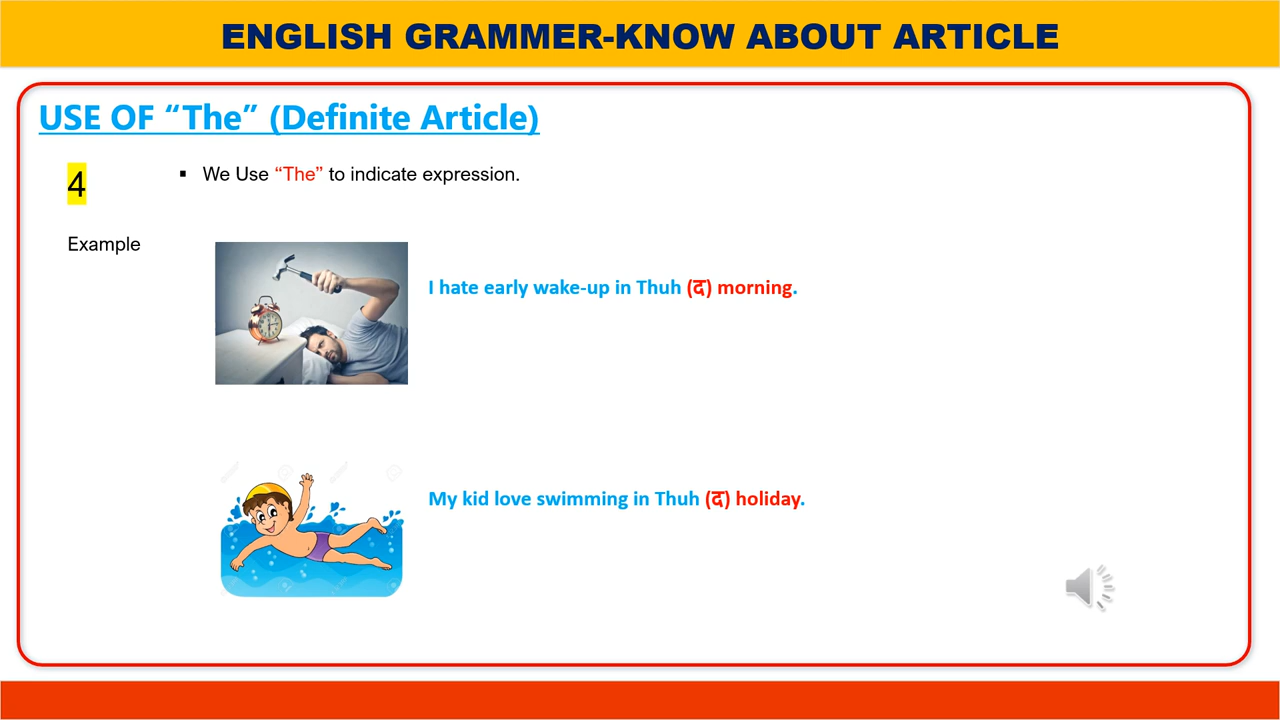 ENGLISH GRAMMER-KNOW ABOUT ARTICLE
USE OF “The” (Definite Article)
4
▪ We Use “The” to indicate expression.
Example
I hate early wake-up in Thuh (द) morning.
My kid love swimming in Thuh (द) holiday.